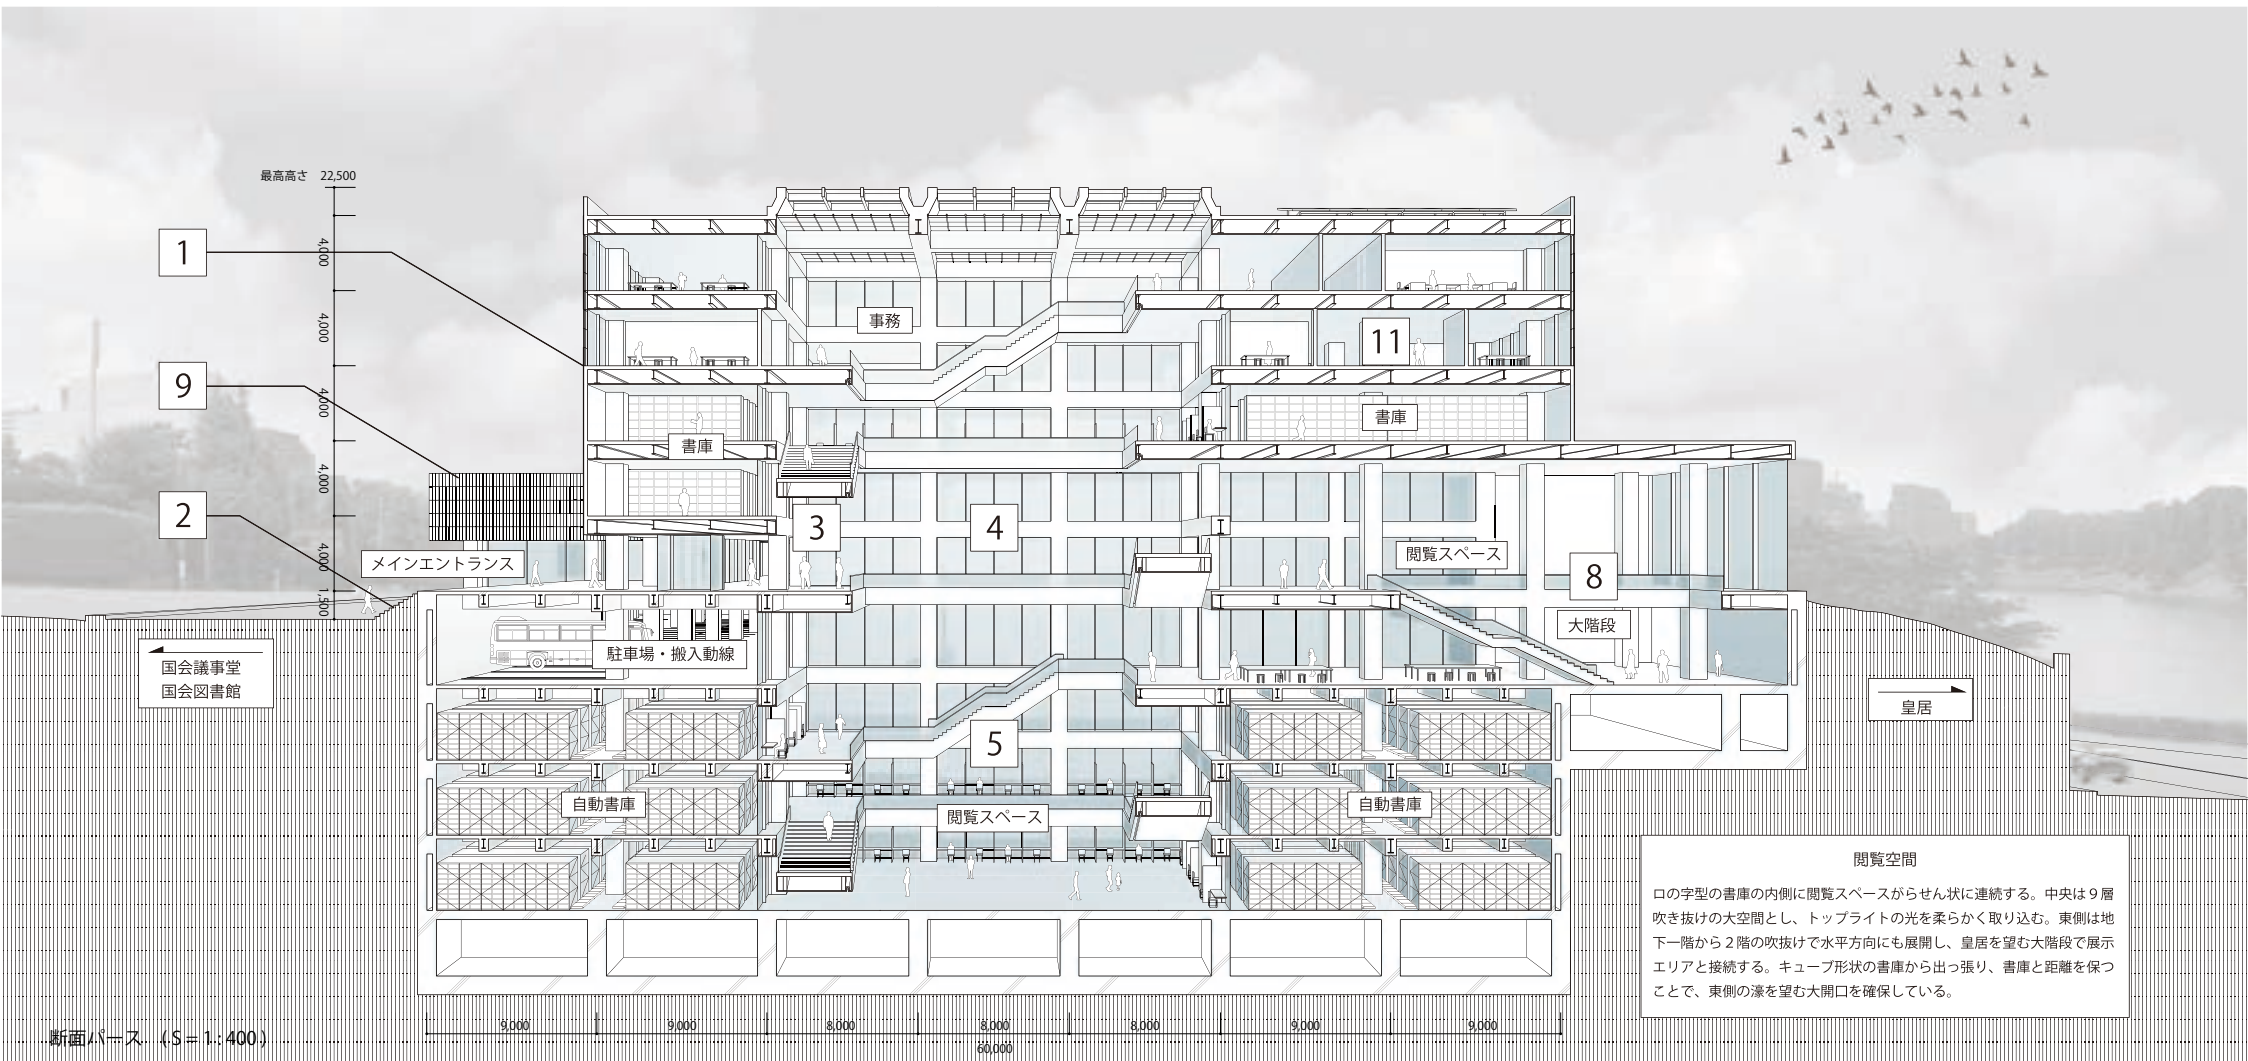 最高高さ 22,500
4,000
4,000
4,000
4,000
4,000
1,500
1
9
2
事務
11
書庫
書庫
3
4
メインエントランス
閲覧スペース
8
大階段
駐車場・搬入動線
国会議事堂
国会図書館
皇居
5
自動書庫
閲覧スペース
自動書庫
閲覧空間
ロの字型の書庫の内側に閲覧スペースがらせん状に連続する。中央は９層
吹き抜けの大空間とし、トップライトの光を柔らかく取り込む。東側は地
下一階から２階の吹抜けで水平方向にも展開し、皇居を望む大階段で展示
エリアと接続する。キューブ形状の書庫から出っ張り、書庫と距離を保つ
ことで、東側の濠を望む大開口を確保している。
9,000 9,000 8,000 8,000 8,000 9,000 9,000
60,000
断面パース (S = 1 : 400)